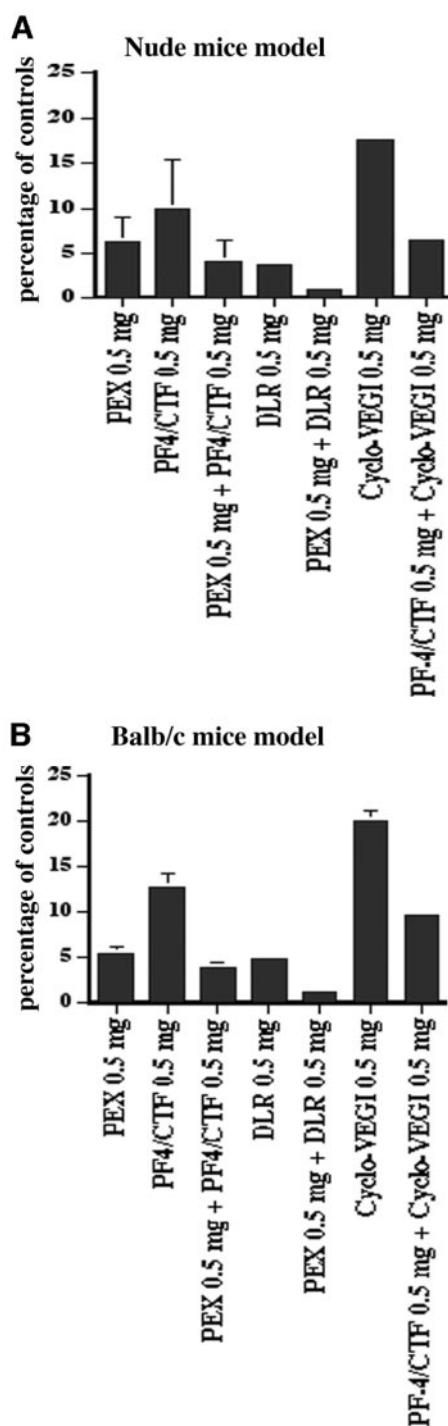 A
Nude mice model
percentage of controls
25
20
15
10
5
0
PEX 0.5 mg
PF4/CTF 0.5 mg
PEX 0.5 mg + PF4/CTF 0.5 mg
DLR 0.5 mg
PEX 0.5 mg + DLR 0.5 mg
Cyclo-VEGI 0.5 mg
PF-4/CTF 0.5 mg + Cyclo-VEGI 0.5 mg
B
Balb/c mice model
percentage of controls
25
20
15
10
5
0
PEX 0.5 mg
PF4/CTF 0.5 mg
PEX 0.5 mg + PF4/CTF 0.5 mg
DLR 0.5 mg
PEX 0.5 mg + DLR 0.5 mg
Cyclo-VEGI 0.5 mg
PF-4/CTF 0.5 mg + Cyclo-VEGI 0.5 mg